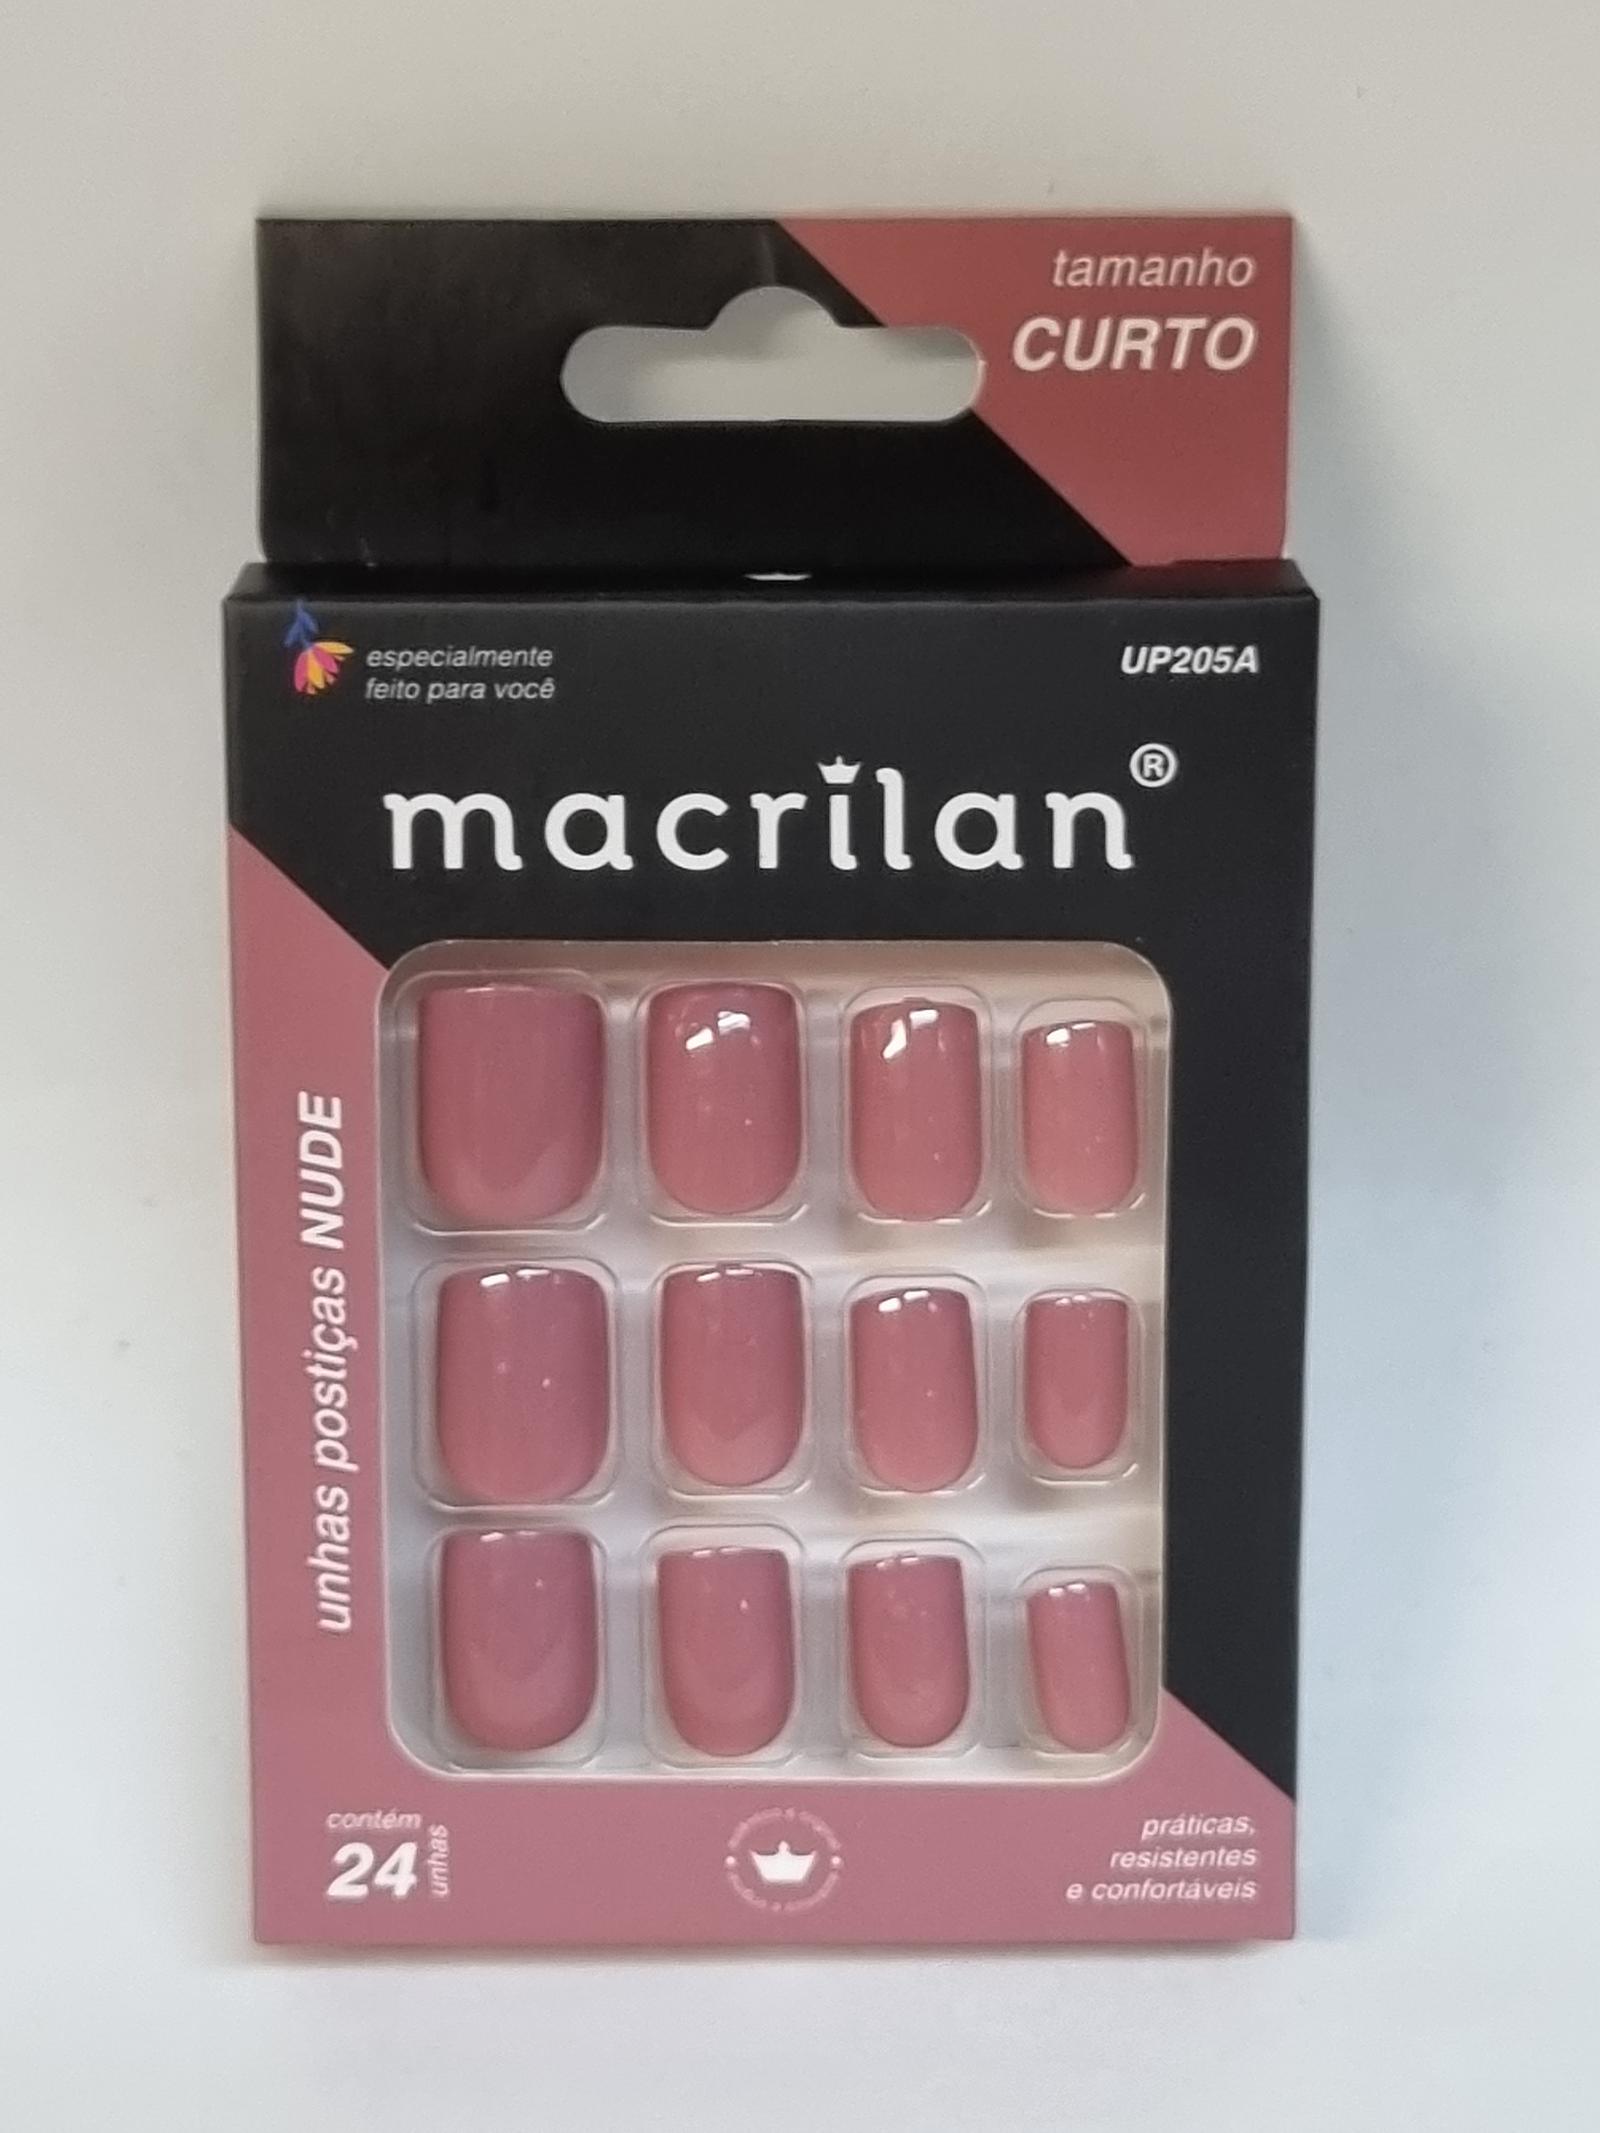 tamanho
CURTO
especialmente
feito para você
UP205A
macrilan®
unhas postiças NUDE
contém
24
unhas
práticas,
resistentes
e confortáveis